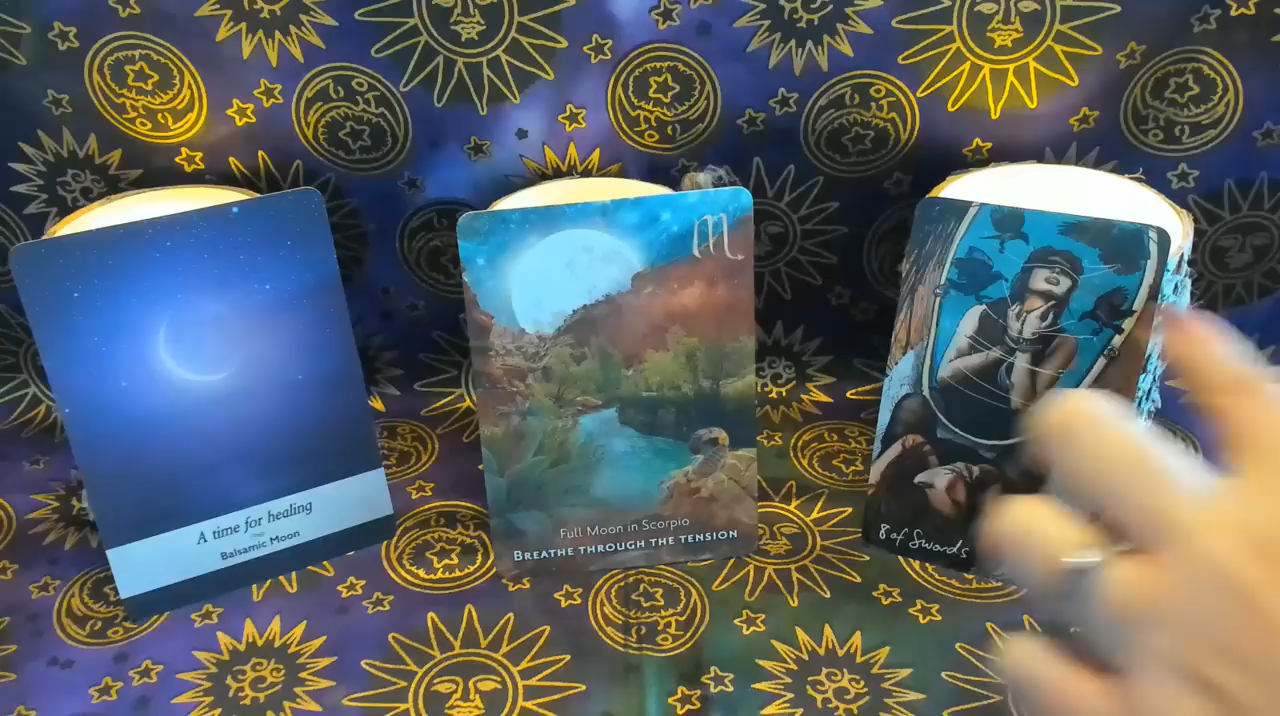 A time for healing
Balsamic Moon
Full Moon in Scorpio
BREATHE THROUGH THE TENSION
8 of Swords